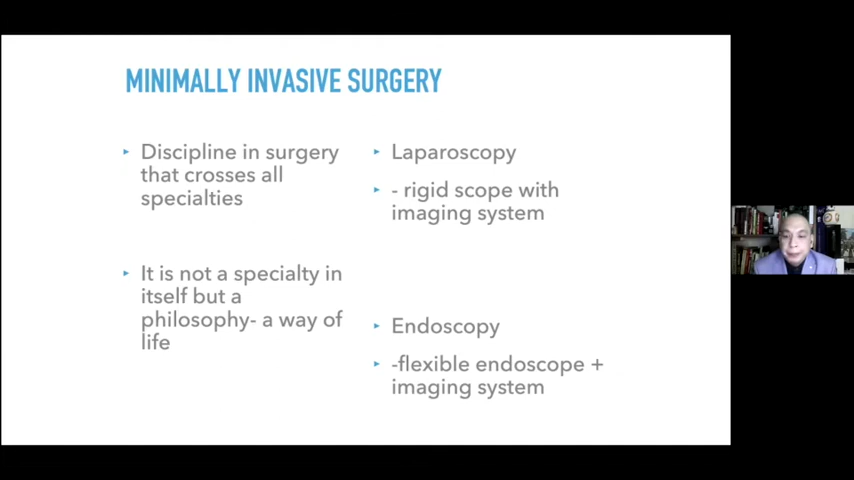 MINIMALLY INVASIVE SURGERY
Discipline in surgery
that crosses all
specialties
It is not a specialty in
itself but a
philosophy- a way of
life
Laparoscopy
- rigid scope with
imaging system
Endoscopy
-flexible endoscope +
imaging system